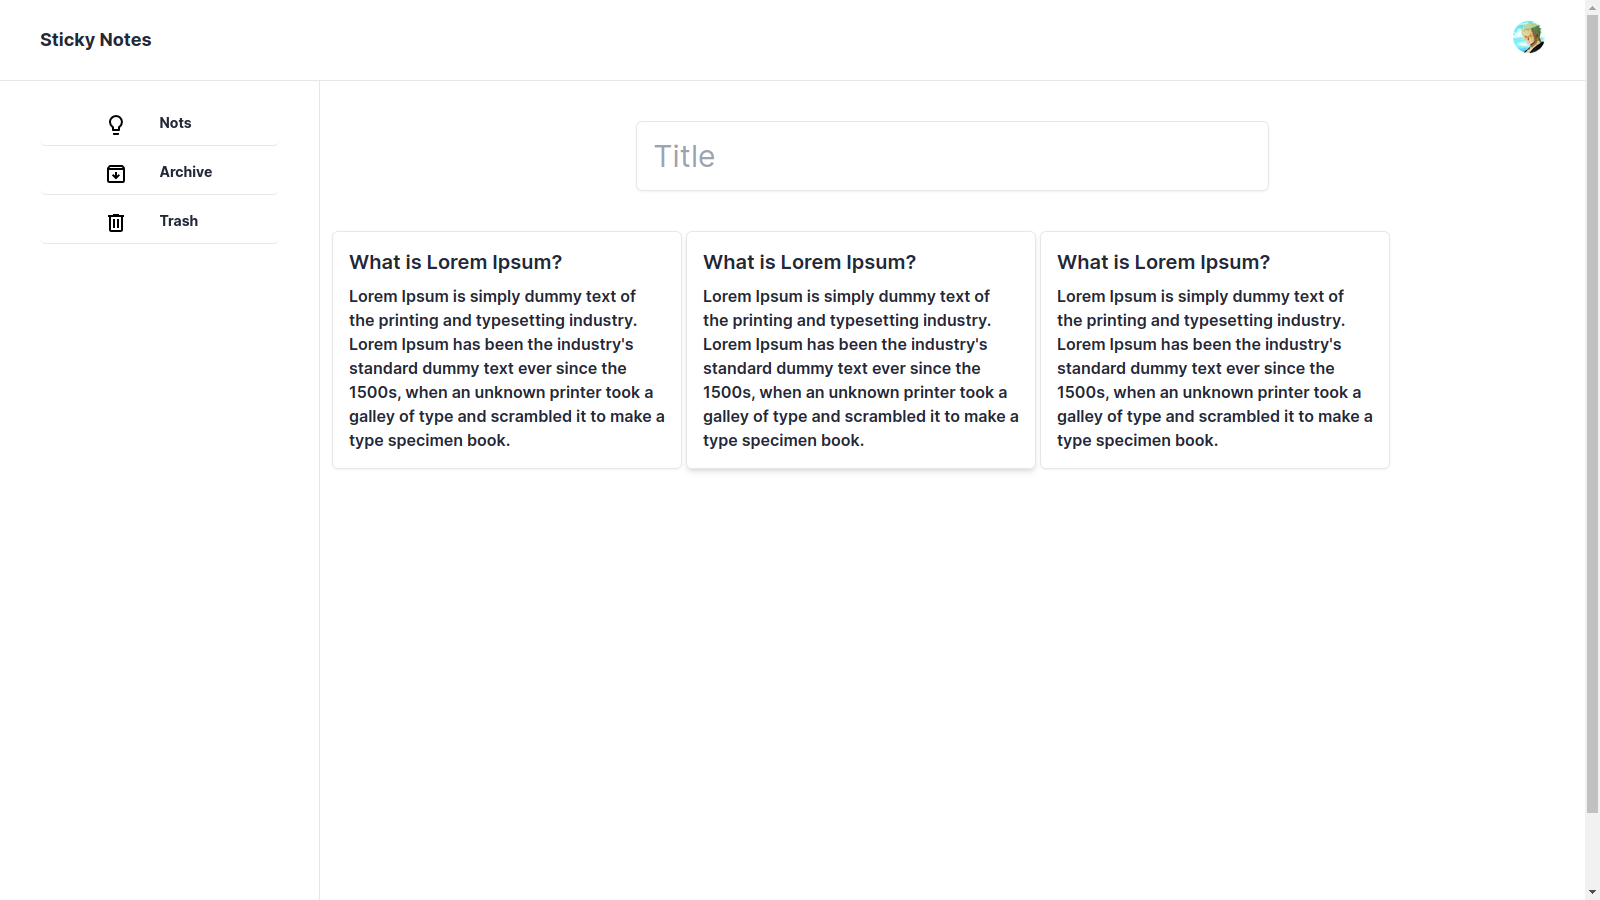 Sticky Notes
Nots
Archive
Trash
Title
What is Lorem Ipsum?
Lorem Ipsum is simply dummy text of
the printing and typesetting industry.
Lorem Ipsum has been the industry's
standard dummy text ever since the
1500s, when an unknown printer took a
galley of type and scrambled it to make a
type specimen book.
What is Lorem Ipsum?
Lorem Ipsum is simply dummy text of
the printing and typesetting industry.
Lorem Ipsum has been the industry's
standard dummy text ever since the
1500s, when an unknown printer took a
galley of type and scrambled it to make a
type specimen book.
What is Lorem Ipsum?
Lorem Ipsum is simply dummy text of
the printing and typesetting industry.
Lorem Ipsum has been the industry's
standard dummy text ever since the
1500s, when an unknown printer took a
galley of type and scrambled it to make a
type specimen book.